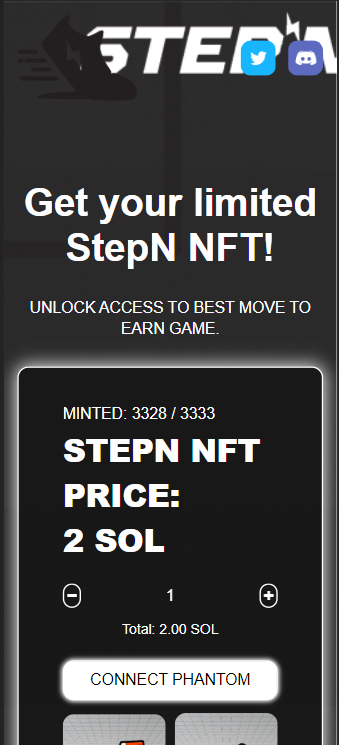 STEPN
Get your limited
StepN NFT!
UNLOCK ACCESS TO BEST MOVE TO
EARN GAME.
MINTED: 3328 / 3333
STEPN NFT
PRICE:
2 SOL
1
Total: 2.00 SOL
CONNECT PHANTOM